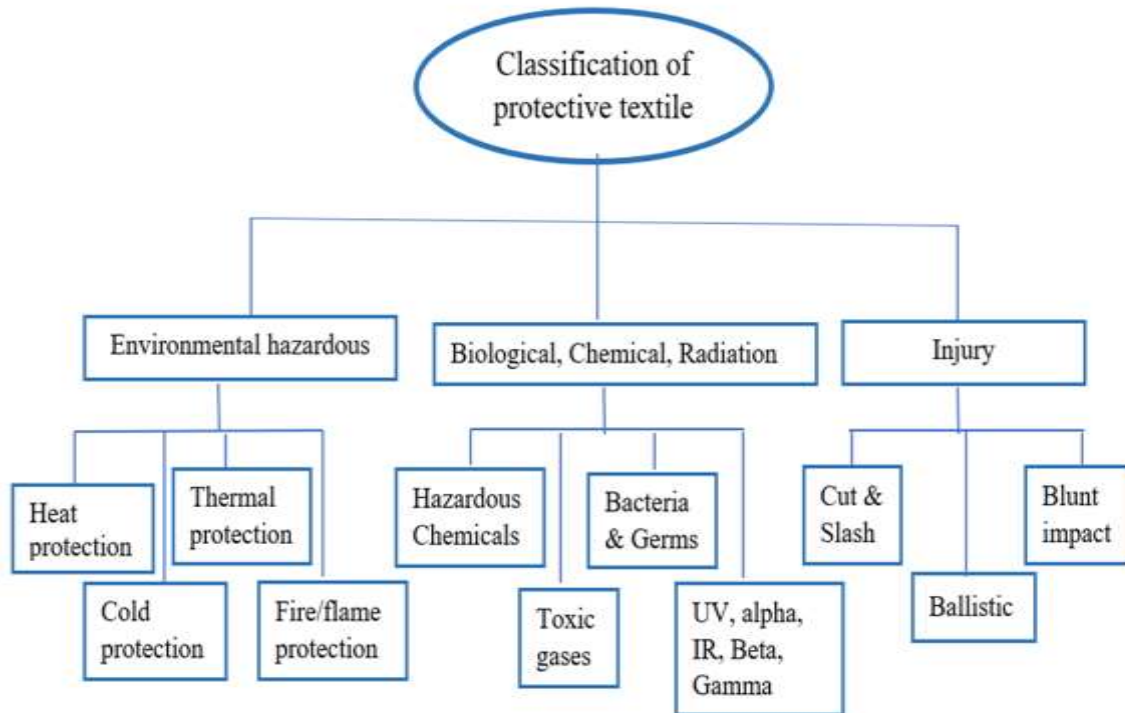 Classification of
protective textile
Environmental hazardous
Biological, Chemical, Radiation
Injury
Heat
protection
Cold
protection
Thermal
protection
Fire/flame
protection
Hazardous
Chemicals
Toxic
gases
Bacteria
& Germs
UV, alpha,
IR, Beta,
Gamma
Cut &
Slash
Ballistic
Blunt
impact